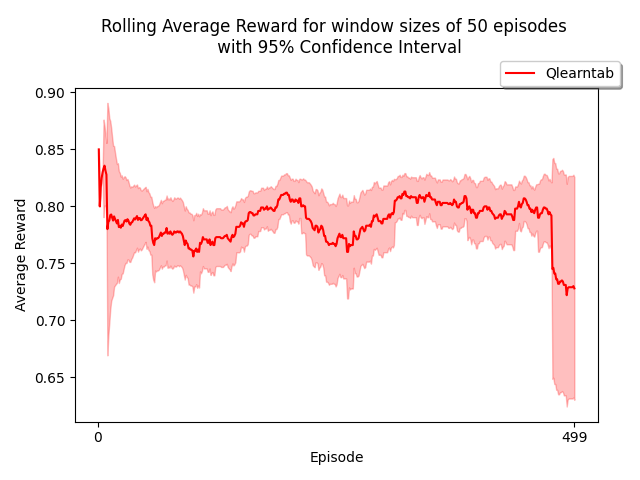 Rolling Average Reward for window sizes of 50 episodes
with 95% Confidence Interval
Qlearntab
0.90
0.85
0.80
0.75
0.70
0.65
Average Reward
0 499
Episode